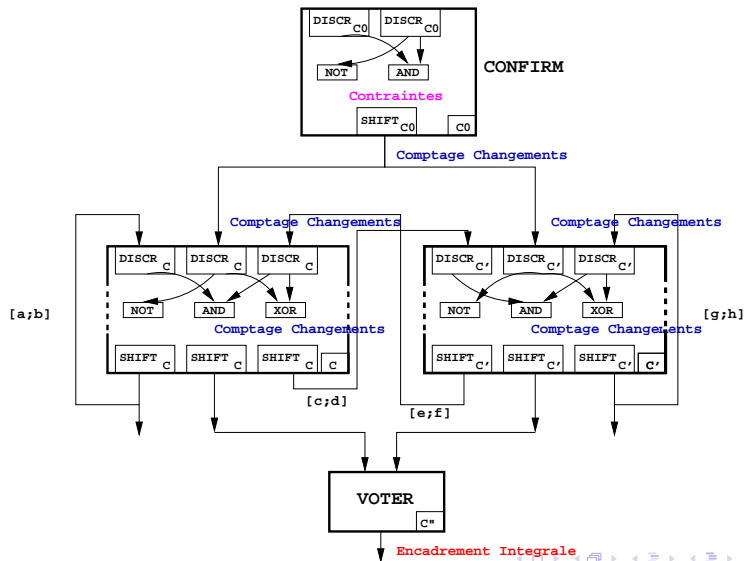 DISCR C0 DISCR C0
NOT AND
CONFIRM
Contraintes
SHIFT C0 C0
Comptage Changements
Comptage Changements Comptage Changements
DISCR C DISCR C DISCR C
DISCR C' DISCR C' DISCR C'
[a;b]
NOT AND XOR
NOT AND XOR
[g;h]
Comptage Changements Comptage Changements
SHIFT C SHIFT C SHIFT C C
SHIFT C' SHIFT C' SHIFT C' C'
[c;d] [e;f]
VOTER
C"
Encadrement Integrale